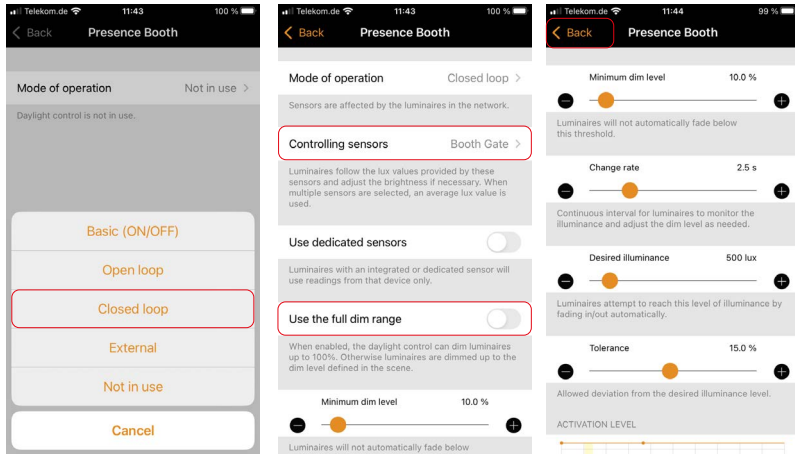 Telekom.de
11:43
100 %
Back
Presence Booth
Mode of operation
Not in use
Daylight control is not in use.
Basic (ON/OFF)
Open loop
Closed loop
External
Not in use
Cancel
Telekom.de
11:43
100 %
Back
Presence Booth
Mode of operation
Closed loop
Sensors are affected by the luminaires in the network.
Controlling sensors
Booth Gate
Luminaires follow the lux values provided by these
sensors and adjust the brightness if necessary. When
multiple sensors are selected, an average lux value is
used.
Use dedicated sensors
Luminaires with an integrated or dedicated sensor will
use readings from that device only.
Use the full dim range
When enabled, the daylight control can dim luminaires
up to 100%. Otherwise luminaires are dimmed up to the
dim level defined in the scene.
Minimum dim level
10.0 %
Luminaires will not automatically fade below
Telekom.de
11:44
99 %
Back
Presence Booth
Minimum dim level
10.0 %
Luminaires will not automatically fade below
this threshold.
Change rate
2.5 s
Continuous interval for luminaires to monitor the
illuminance and adjust the dim level as needed.
Desired illuminance
500 lux
Luminaires attempt to reach this level of illuminance by
fading in/out automatically.
Tolerance
15.0 %
Allowed deviation from the desired illuminance level.
ACTIVATION LEVEL